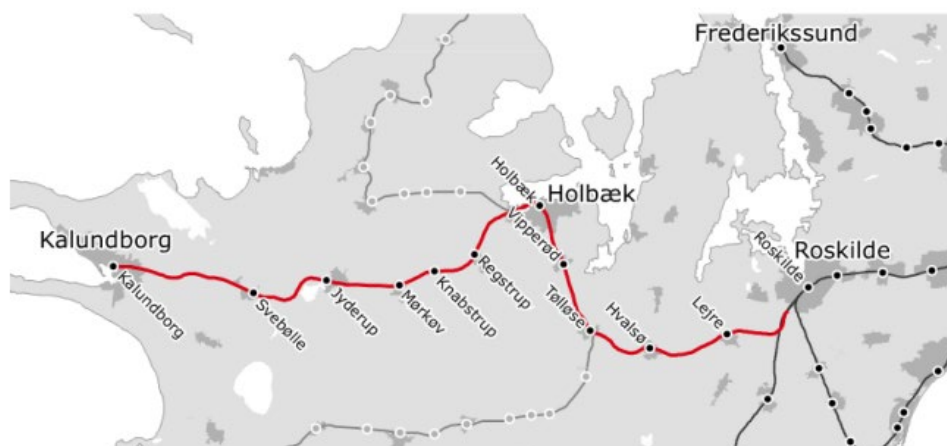 Frederikssund
Holbæk
Holbæk
Vipperød
Kalundborg
Kalundborg
Svebølle
Jyderup
Mørkøv
Knabstrup
Regstrup
Tølløse
Hvalsø
Lejre
Roskilde
Roskilde